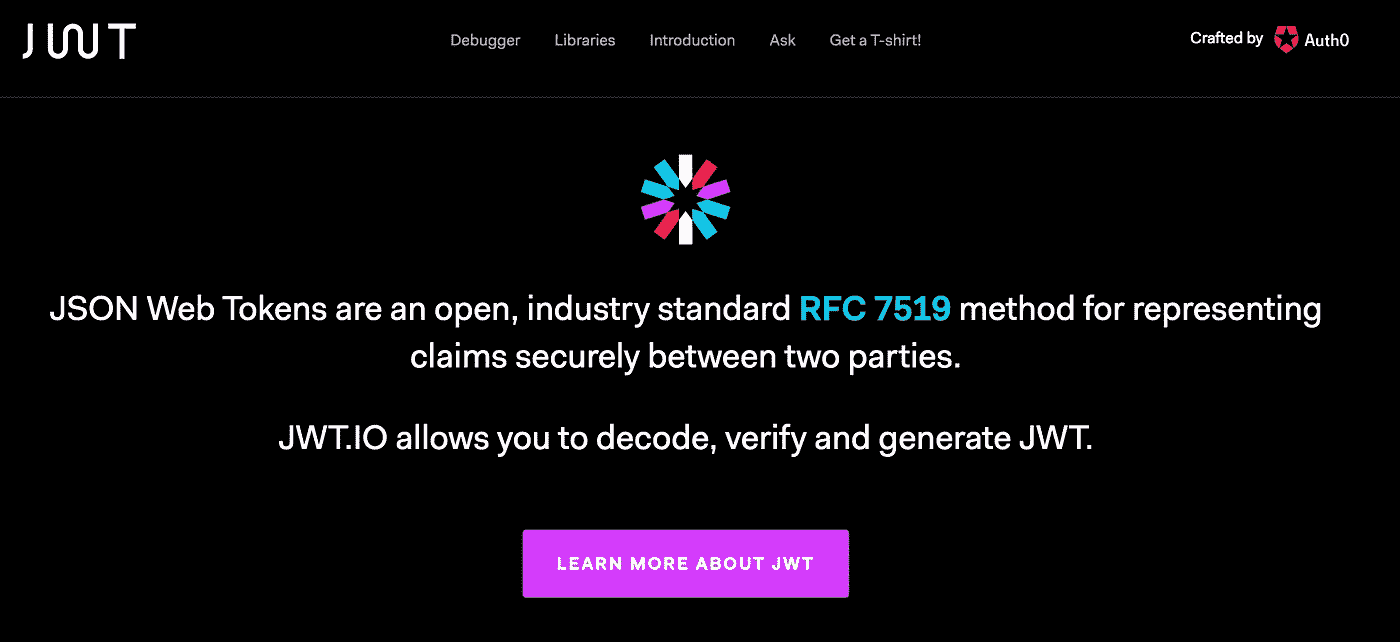 JWT
Debugger
Libraries
Introduction
Ask
Get a T-shirt!
Crafted by
Auth0
JSON Web Tokens are an open, industry standard RFC 7519 method for representing
claims securely between two parties.
JWT.IO allows you to decode, verify and generate JWT.
LEARN MORE ABOUT JWT